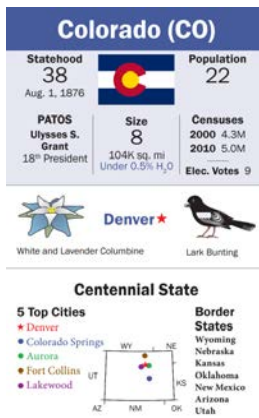 Colorado (CO)
Statehood
38
Aug. 1, 1876
Population
22
PATOS
Ulysses S.
Grant
18th President
Size
8
104K sq. mi
Under 0.5% H₂0
Censuses
2000 4.3M
2010 5.0M
Elec. Votes 9
Denver★
White and Lavender Columbine
Lark Bunting
Centennial State
5 Top Cities
★ Denver
● Colorado Springs
● Aurora
● Fort Collins
● Lakewood
WY NE
UT
KS
AZ NM OK
Border
States
Wyoming
Nebraska
Kansas
Oklahoma
New Mexico
Arizona
Utah